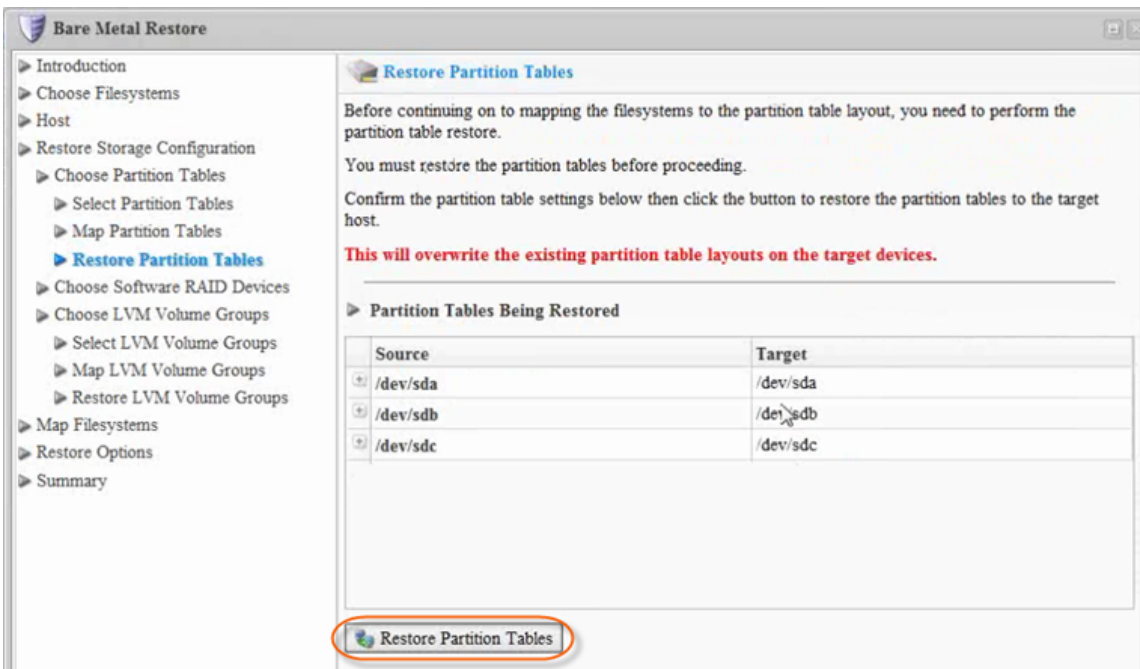 Bare Metal Restore
Introduction
Choose Filesystems
Host
Restore Storage Configuration
Choose Partition Tables
Select Partition Tables
Map Partition Tables
Restore Partition Tables
Choose Software RAID Devices
Choose LVM Volume Groups
Select LVM Volume Groups
Map LVM Volume Groups
Restore LVM Volume Groups
Map Filesystems
Restore Options
Summary
Restore Partition Tables
Before continuing on to mapping the filesystems to the partition table layout, you need to perform the
partition table restore.
You must restore the partition tables before proceeding.
Confirm the partition table settings below then click the button to restore the partition tables to the target
host.
This will overwrite the existing partition table layouts on the target devices.
Partition Tables Being Restored
Source Target
/dev/sda /dev/sda
/dev/sdb /dev/sdb
/dev/sdc /dev/sdc
Restore Partition Tables